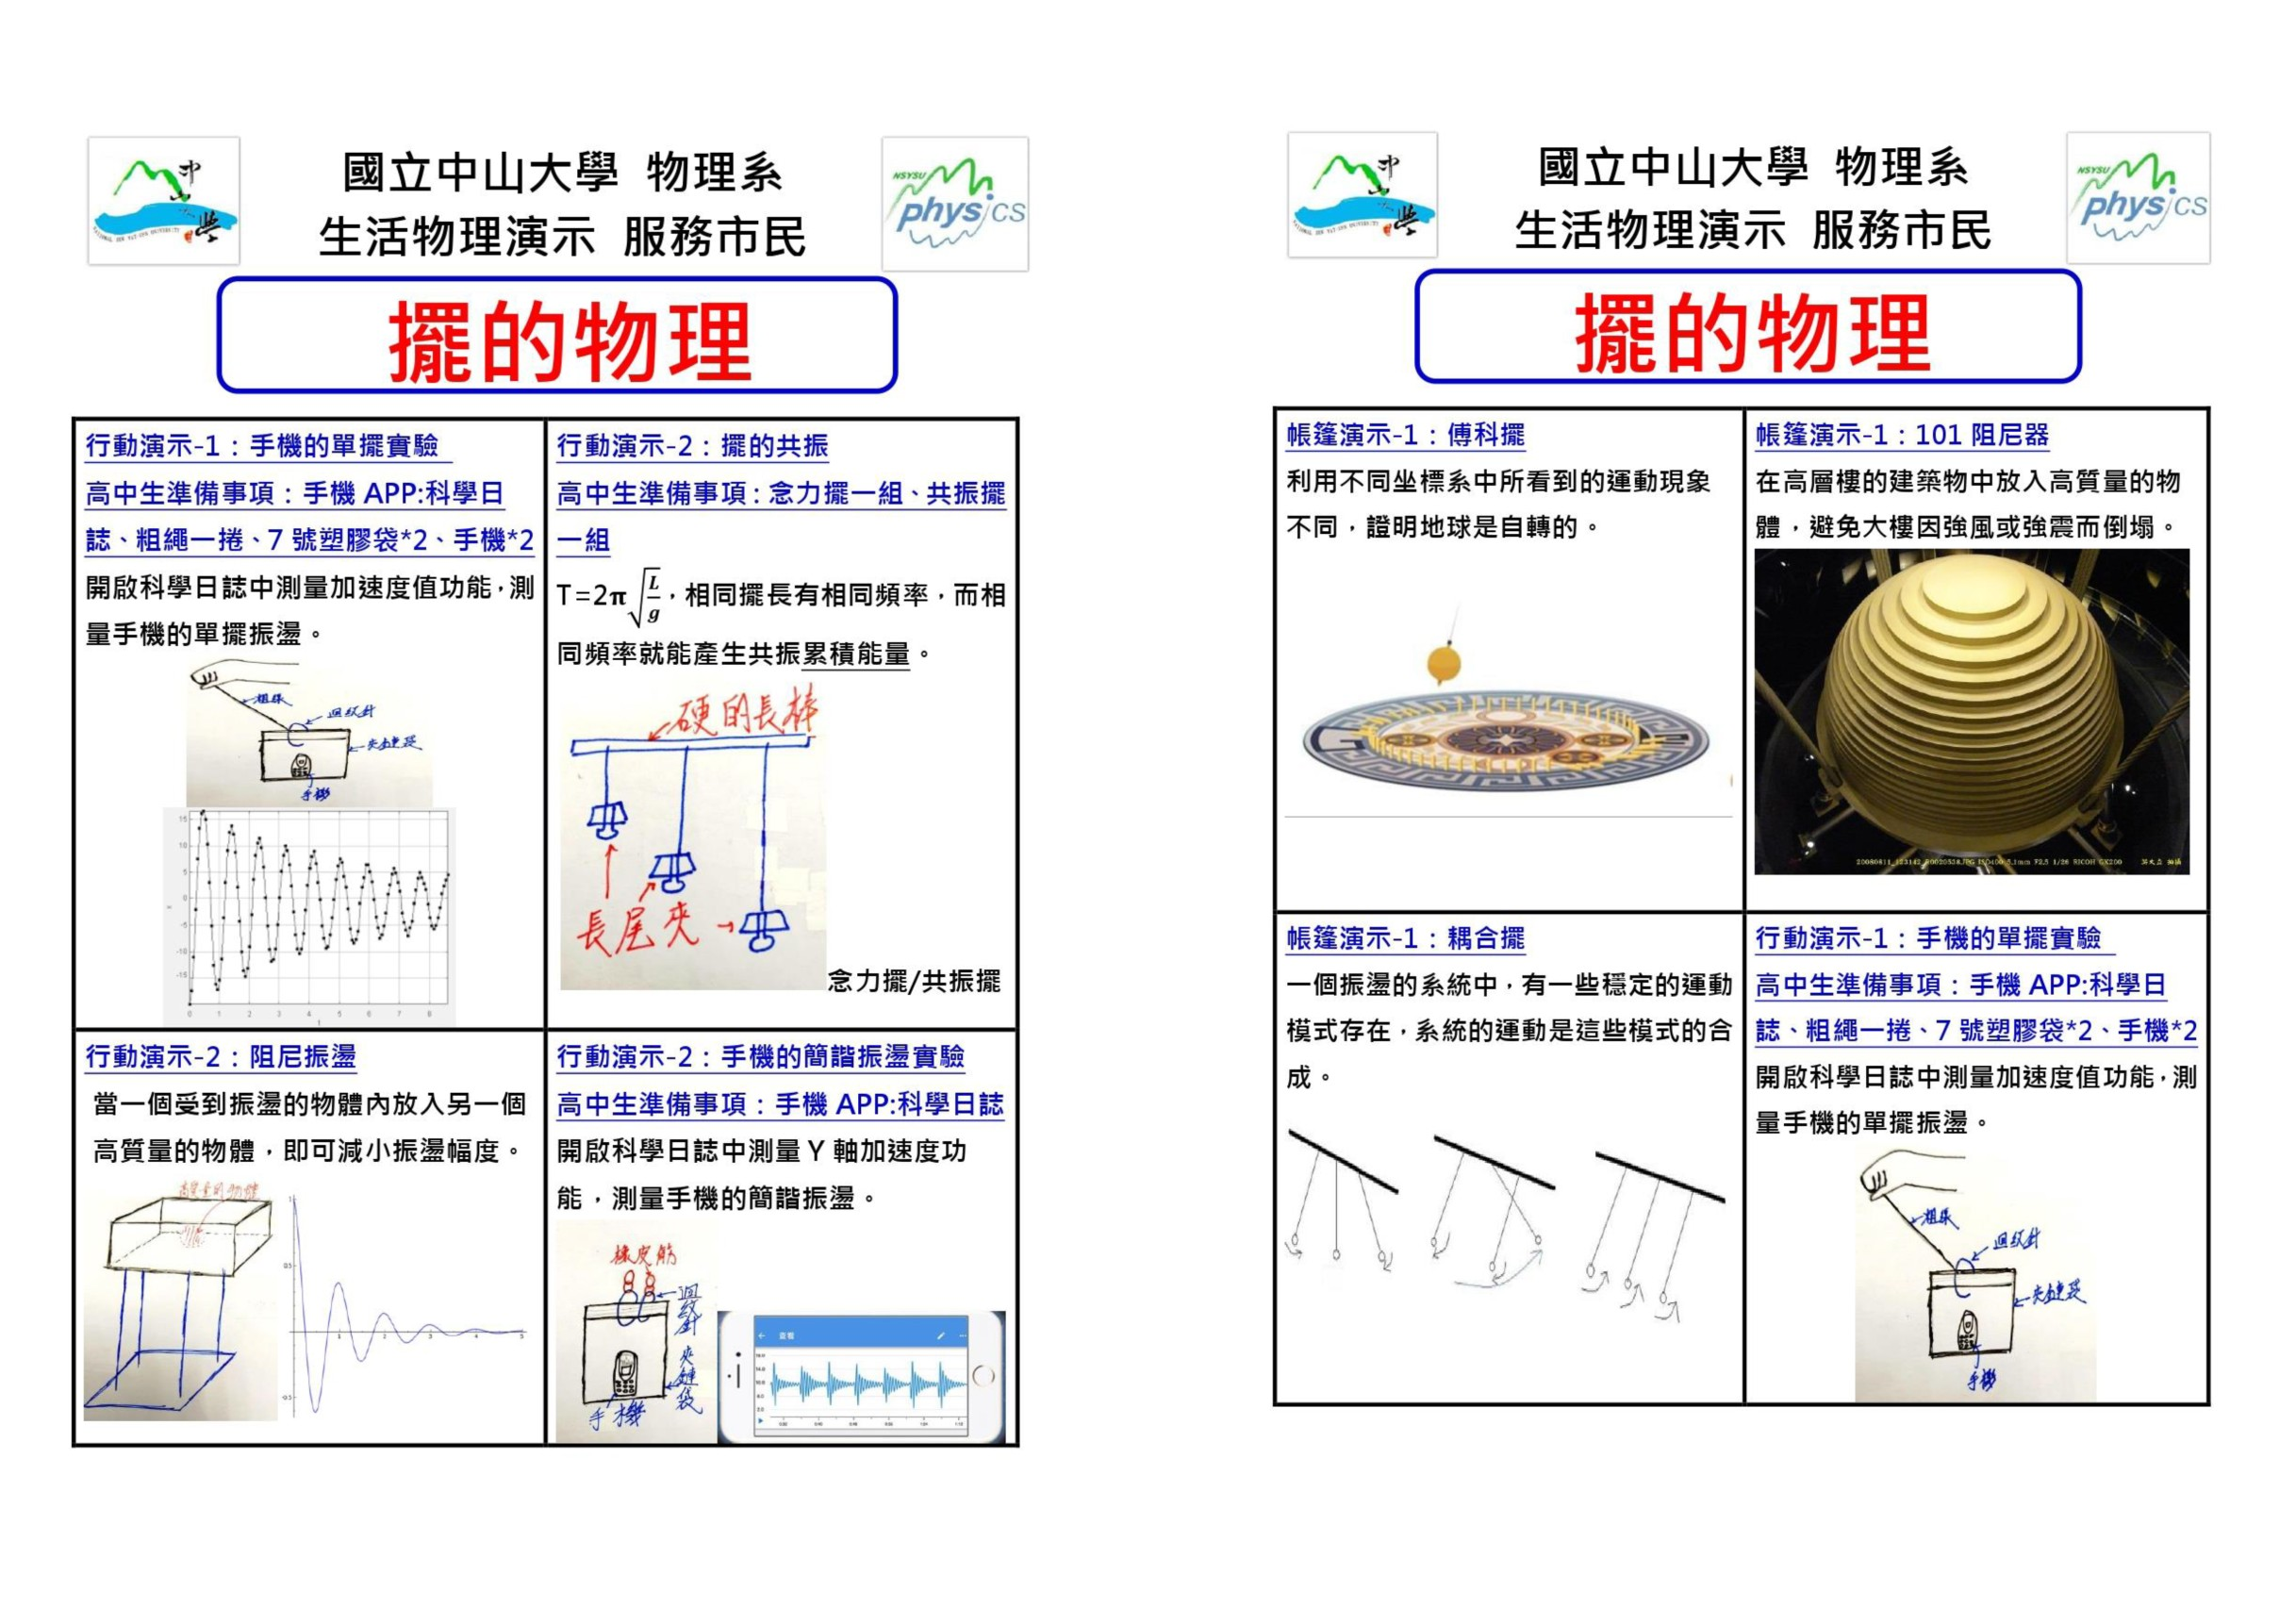 國立中山大學 物理系
生活物理演示 服務市民
NSYSU
physics
擺的物理
行動演示-1：手機的單擺實驗
高中生準備事項：手機 APP:科學日
誌、粗繩一捲、7 號塑膠袋*2、手機*2
開啟科學日誌中測量加速度值功能，測
量手機的單擺振盪。
粗繩
迴紋針
夾鏈袋
手機
行動演示-2：擺的共振
高中生準備事項：念力擺一組、共振擺
一組
T=2π√(L/g)，相同擺長有相同頻率，而相
同頻率就能產生共振累積能量。
硬的長棒
長尾夾
念力擺/共振擺
行動演示-2：阻尼振盪
當一個受到振盪的物體內放入另一個
高質量的物體，即可減小振盪幅度。
高質量的物體
行動演示-2：手機的簡諧振盪實驗
高中生準備事項：手機 APP:科學日誌
開啟科學日誌中測量 Y 軸加速度功
能，測量手機的簡諧振盪。
橡皮筋
迴紋針
夾鏈袋
手機
國立中山大學 物理系
生活物理演示 服務市民
NSYSU
physics
擺的物理
帳篷演示-1：傅科擺
利用不同坐標系中所看到的運動現象
不同，證明地球是自轉的。
帳篷演示-1：101 阻尼器
在高層樓的建築物中放入高質量的物
體，避免大樓因強風或強震而倒塌。
帳篷演示-1：耦合擺
一個振盪的系統中，有一些穩定的運動
模式存在，系統的運動是這些模式的合
成。
行動演示-1：手機的單擺實驗
高中生準備事項：手機 APP:科學日
誌、粗繩一捲、7 號塑膠袋*2、手機*2
開啟科學日誌中測量加速度值功能，測
量手機的單擺振盪。
粗繩
迴紋針
夾鏈袋
手機